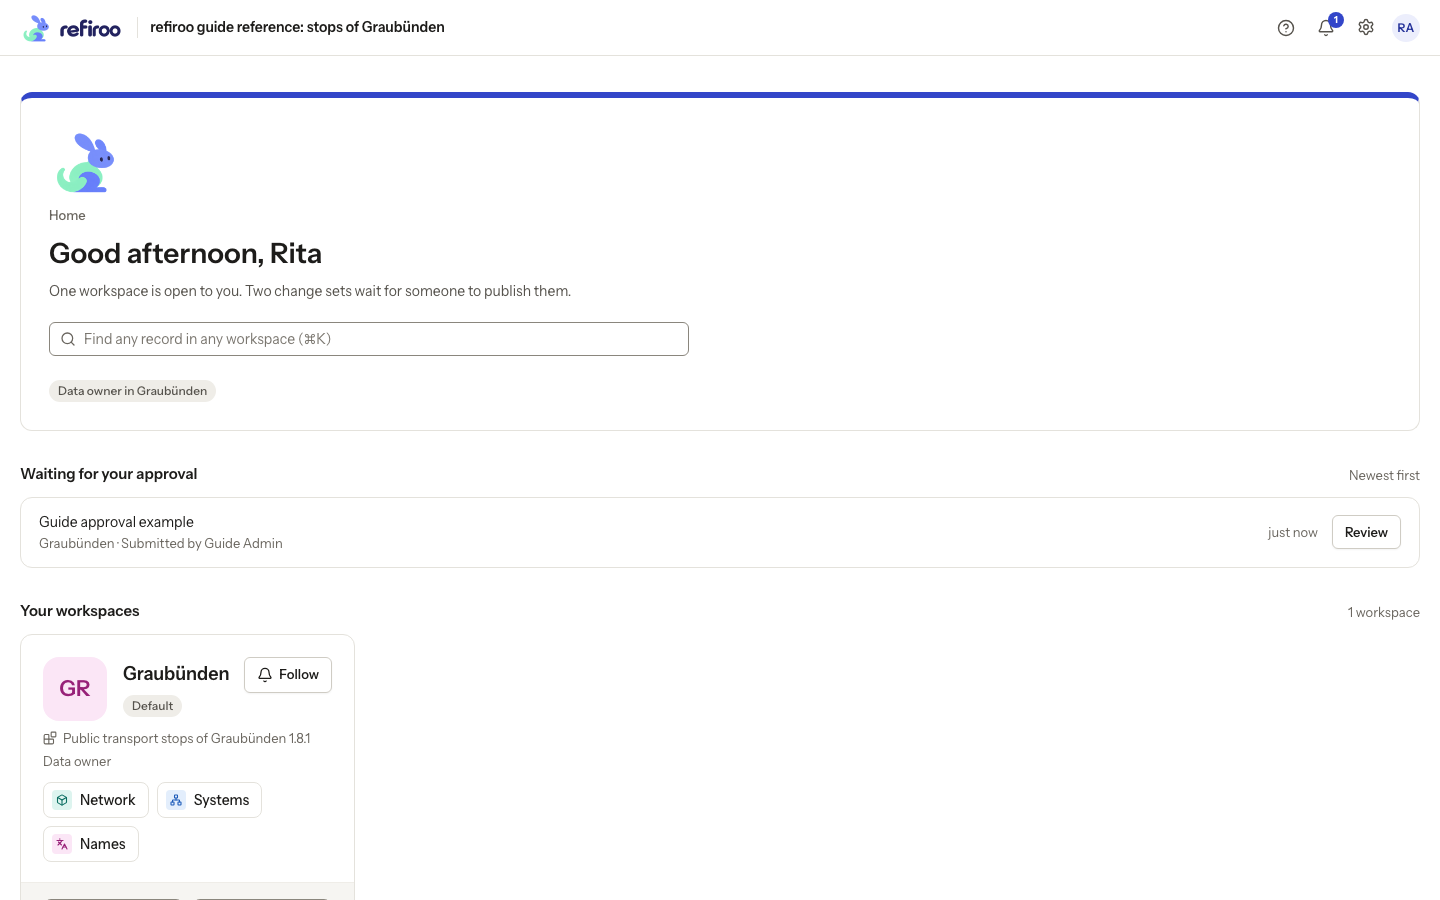 refiroo
refiroo guide reference: stops of Graubünden
1
RA
Home
Good afternoon, Rita
One workspace is open to you. Two change sets wait for someone to publish them.
Find any record in any workspace (⌘K)
Data owner in Graubünden
Waiting for your approval
Newest first
Guide approval example
Graubünden · Submitted by Guide Admin
just now
Review
Your workspaces
1 workspace
GR
Graubünden
Follow
Default
Public transport stops of Graubünden 1.8.1
Data owner
Network
Systems
Names